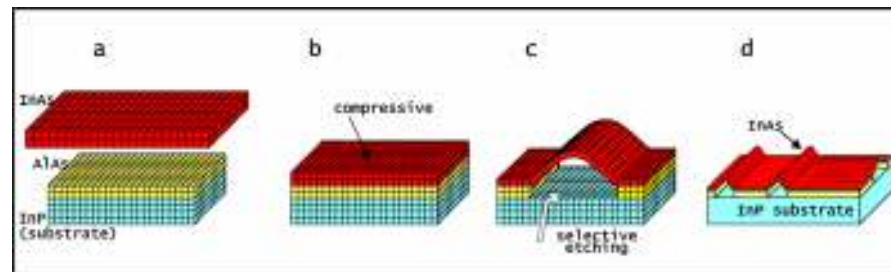 a
b
c
d
InAs
compressive
InAs
AlAs
InP
(substrate)
selective
etching
InP substrate